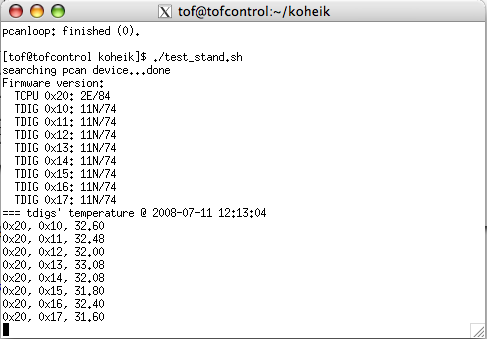 tof@tofcontrol:~/koheik
pcanloop: finished (0).
[tof@tofcontrol koheik]$ ./test_stand.sh
searching pcan device...done
Firmware version:
TCPU 0x20: 2E/84
TDIG 0x10: 11N/74
TDIG 0x11: 11N/74
TDIG 0x12: 11N/74
TDIG 0x13: 11N/74
TDIG 0x14: 11N/74
TDIG 0x15: 11N/74
TDIG 0x16: 11N/74
TDIG 0x17: 11N/74
=== tdigs' temperature @ 2008-07-11 12:13:04
0x20, 0x10, 32.60
0x20, 0x11, 32.48
0x20, 0x12, 32.00
0x20, 0x13, 33.08
0x20, 0x14, 32.08
0x20, 0x15, 31.80
0x20, 0x16, 32.40
0x20, 0x17, 31.60